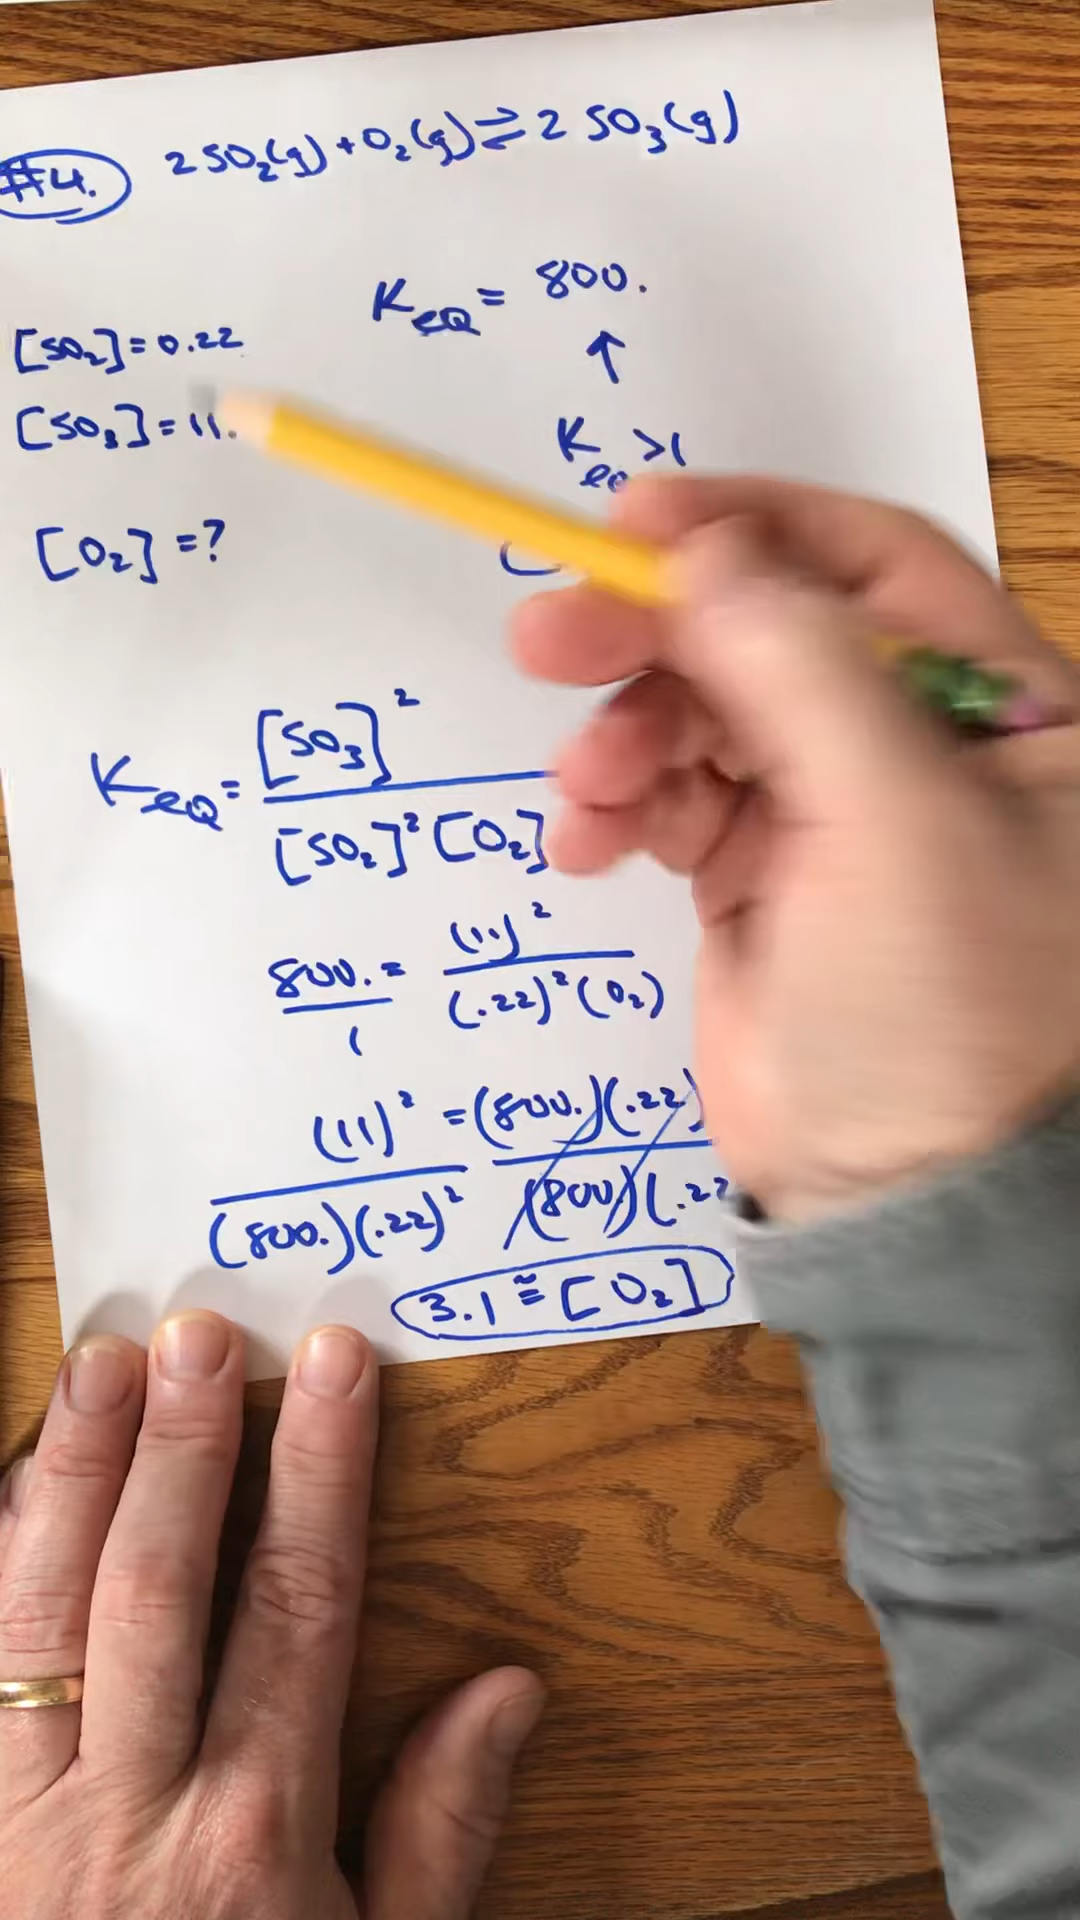 #4. 2 SO₂(g) + O₂(g) ⇌ 2 SO₃(g)
Keq = 800.
↑
Keq >1
[SO₂] = 0.22
[SO₃] = 11.
[O₂] = ?
Keq = [SO₃]² / [SO₂]² [O₂]
800. / 1 = (11)² / (.22)² (O₂)
(11)² / (800.)(.22)² = (800.)(.22) / (800.)(.22
3.1 ≅ [O₂]